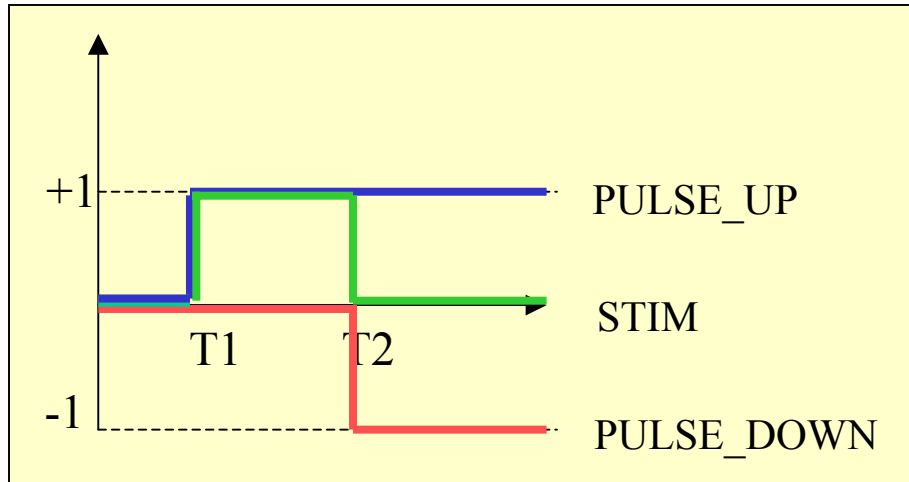 +1
PULSE_UP
STIM
T1
T2
-1
PULSE_DOWN